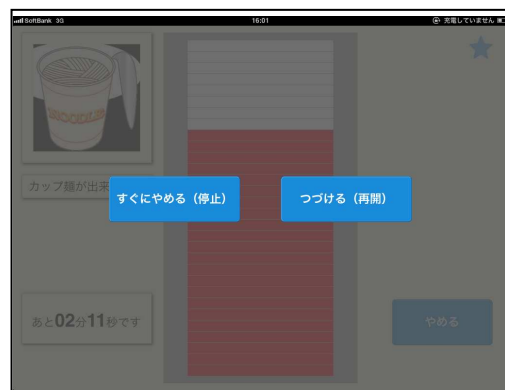 SoftBank 3G
16:01
充電していません
NOODLE
カップ麺が出来
すぐにやめる（停止）
つづける（再開）
あと02分11秒です
やめる